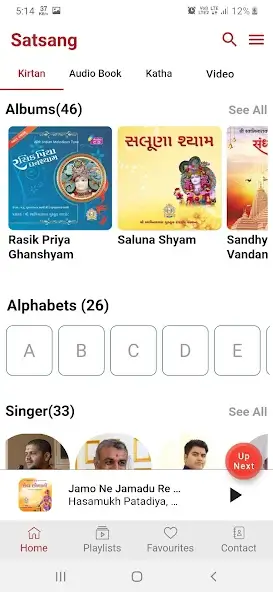 5:14 37 KB/s
Satsang
Kirtan Audio Book Katha Video
Albums(46) See All
રસિક પ્રિયા
ઘનશ્યામ
સલૂણા શ્યામ
Rasik Priya
Ghanshyam
Saluna Shyam
Sandhy
Vandan
Alphabets (26)
A B C D E
Singer(33) See All
Up
Next
Jamo Ne Jamadu Re ...
Hasamukh Patadiya, ...
Home Playlists Favourites Contact